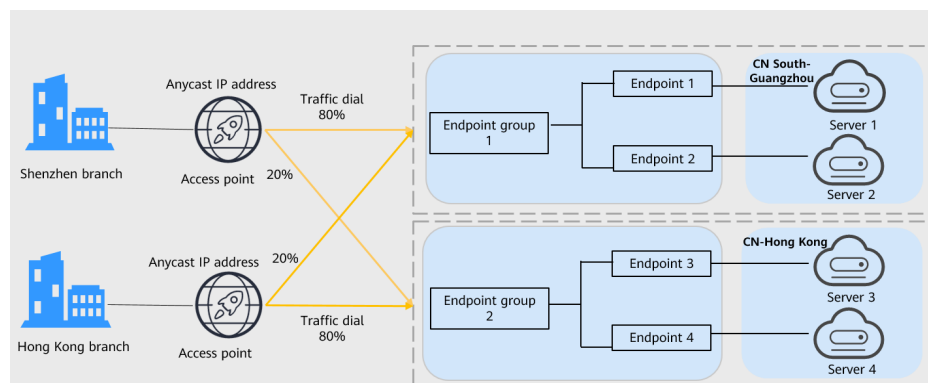 Anycast IP address
Traffic dial
80%
Shenzhen branch
Access point
20%
Endpoint group
1
Endpoint 1
Endpoint 2
CN South-
Guangzhou
Server 1
Server 2
Anycast IP address
20%
Traffic dial
80%
Hong Kong branch
Access point
Endpoint group
2
Endpoint 3
Endpoint 4
CN-Hong Kong
Server 3
Server 4